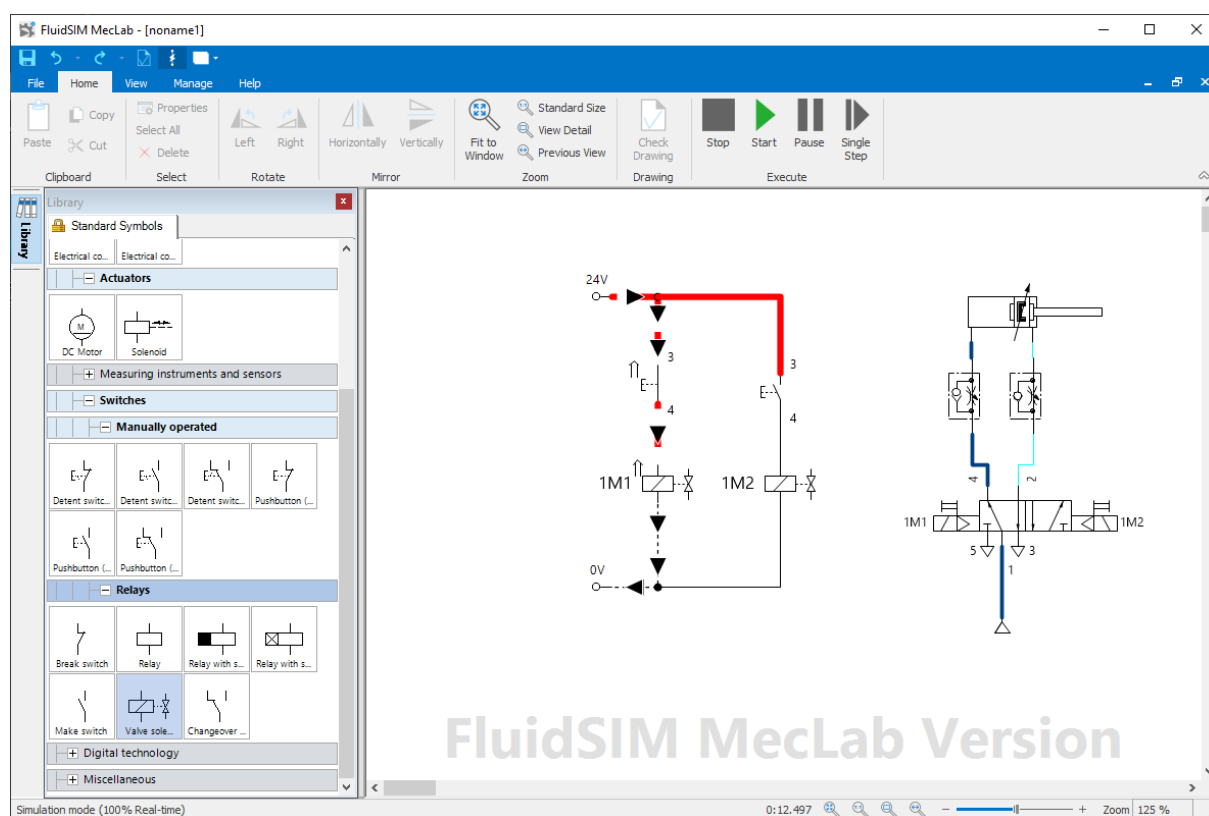 FluidSIM MecLab - [noname1]
File Home View Manage Help
Paste Copy Cut
Clipboard
Properties
Select All
Delete
Select
Left Right
Rotate
Horizontally Vertically
Mirror
Fit to Window
Standard Size
View Detail
Previous View
Zoom
Check Drawing
Drawing
Stop Start Pause Single Step
Execute
Library
Library
Standard Symbols
Electrical co... Electrical co...
Actuators
M
DC Motor Solenoid
Measuring instruments and sensors
Switches
Manually operated
Detent switc... Detent switc... Detent switc... Pushbutton (...
Pushbutton (... Pushbutton (...
Relays
Break switch Relay Relay with s... Relay with s...
Make switch Valve sole... Changeover ...
Digital technology
Miscellaneous
24V
3 3
4 4
1M1 1M2
0V
4 2
1M1 1M2
5 3
1
FluidSIM MecLab Version
Simulation mode (100% Real-time)
0:12.497
Zoom 125 %